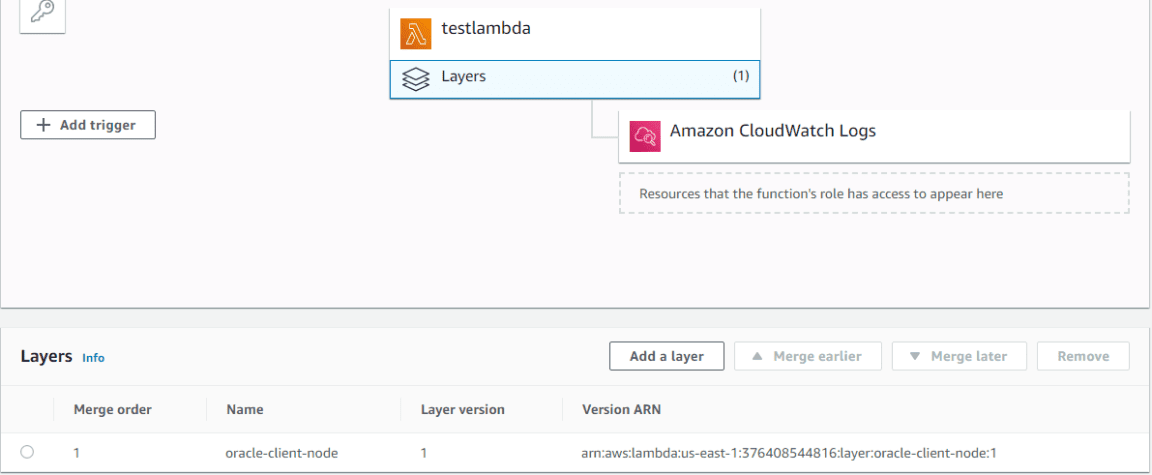 testlambda
Layers (1)
+ Add trigger
Amazon CloudWatch Logs
Resources that the function's role has access to appear here
Layers Info Add a layer Merge earlier Merge later Remove
Merge order Name Layer version Version ARN
1 oracle-client-node 1 arn:aws:lambda:us-east-1:376408544816:layer:oracle-client-node:1